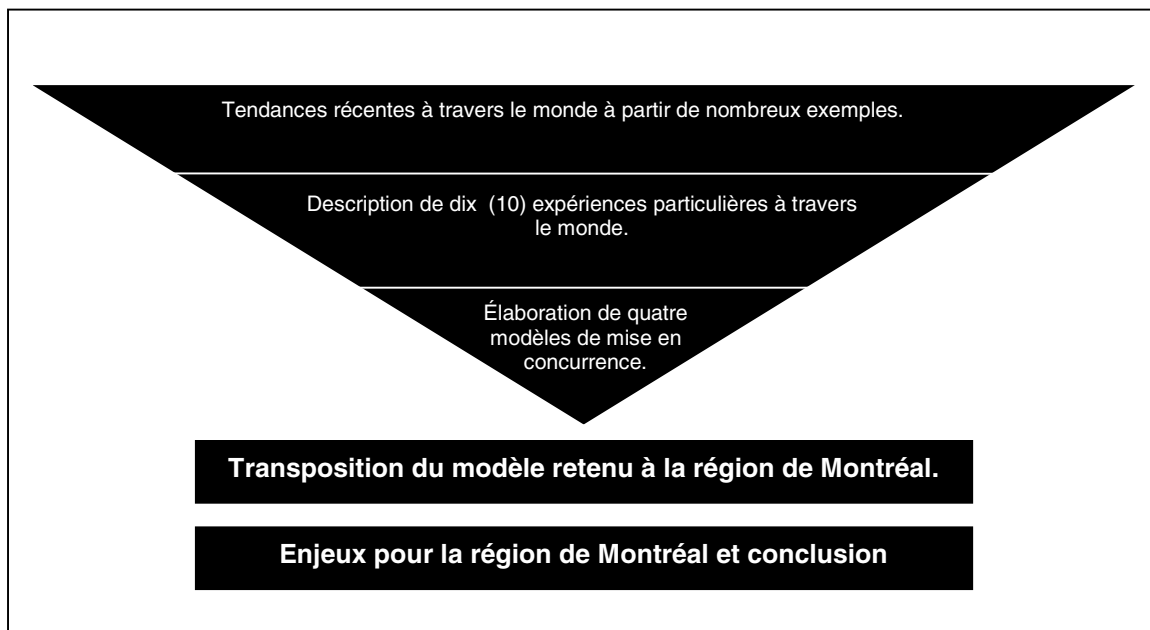 Tendances récentes à travers le monde à partir de nombreux exemples.
Description de dix  (10) expériences particulières à travers
le monde.
Élaboration de quatre
modèles de mise en
concurrence.
Transposition du modèle retenu à la région de Montréal.
Enjeux pour la région de Montréal et conclusion